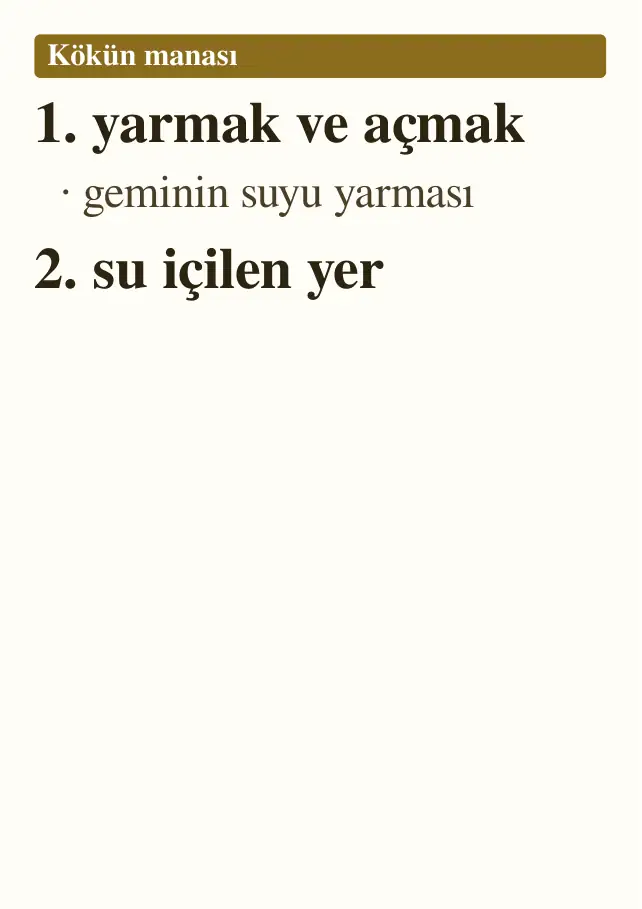 Kökün manası
1. yarmak ve açmak
· geminin suyu yarması
2. su içilen yer